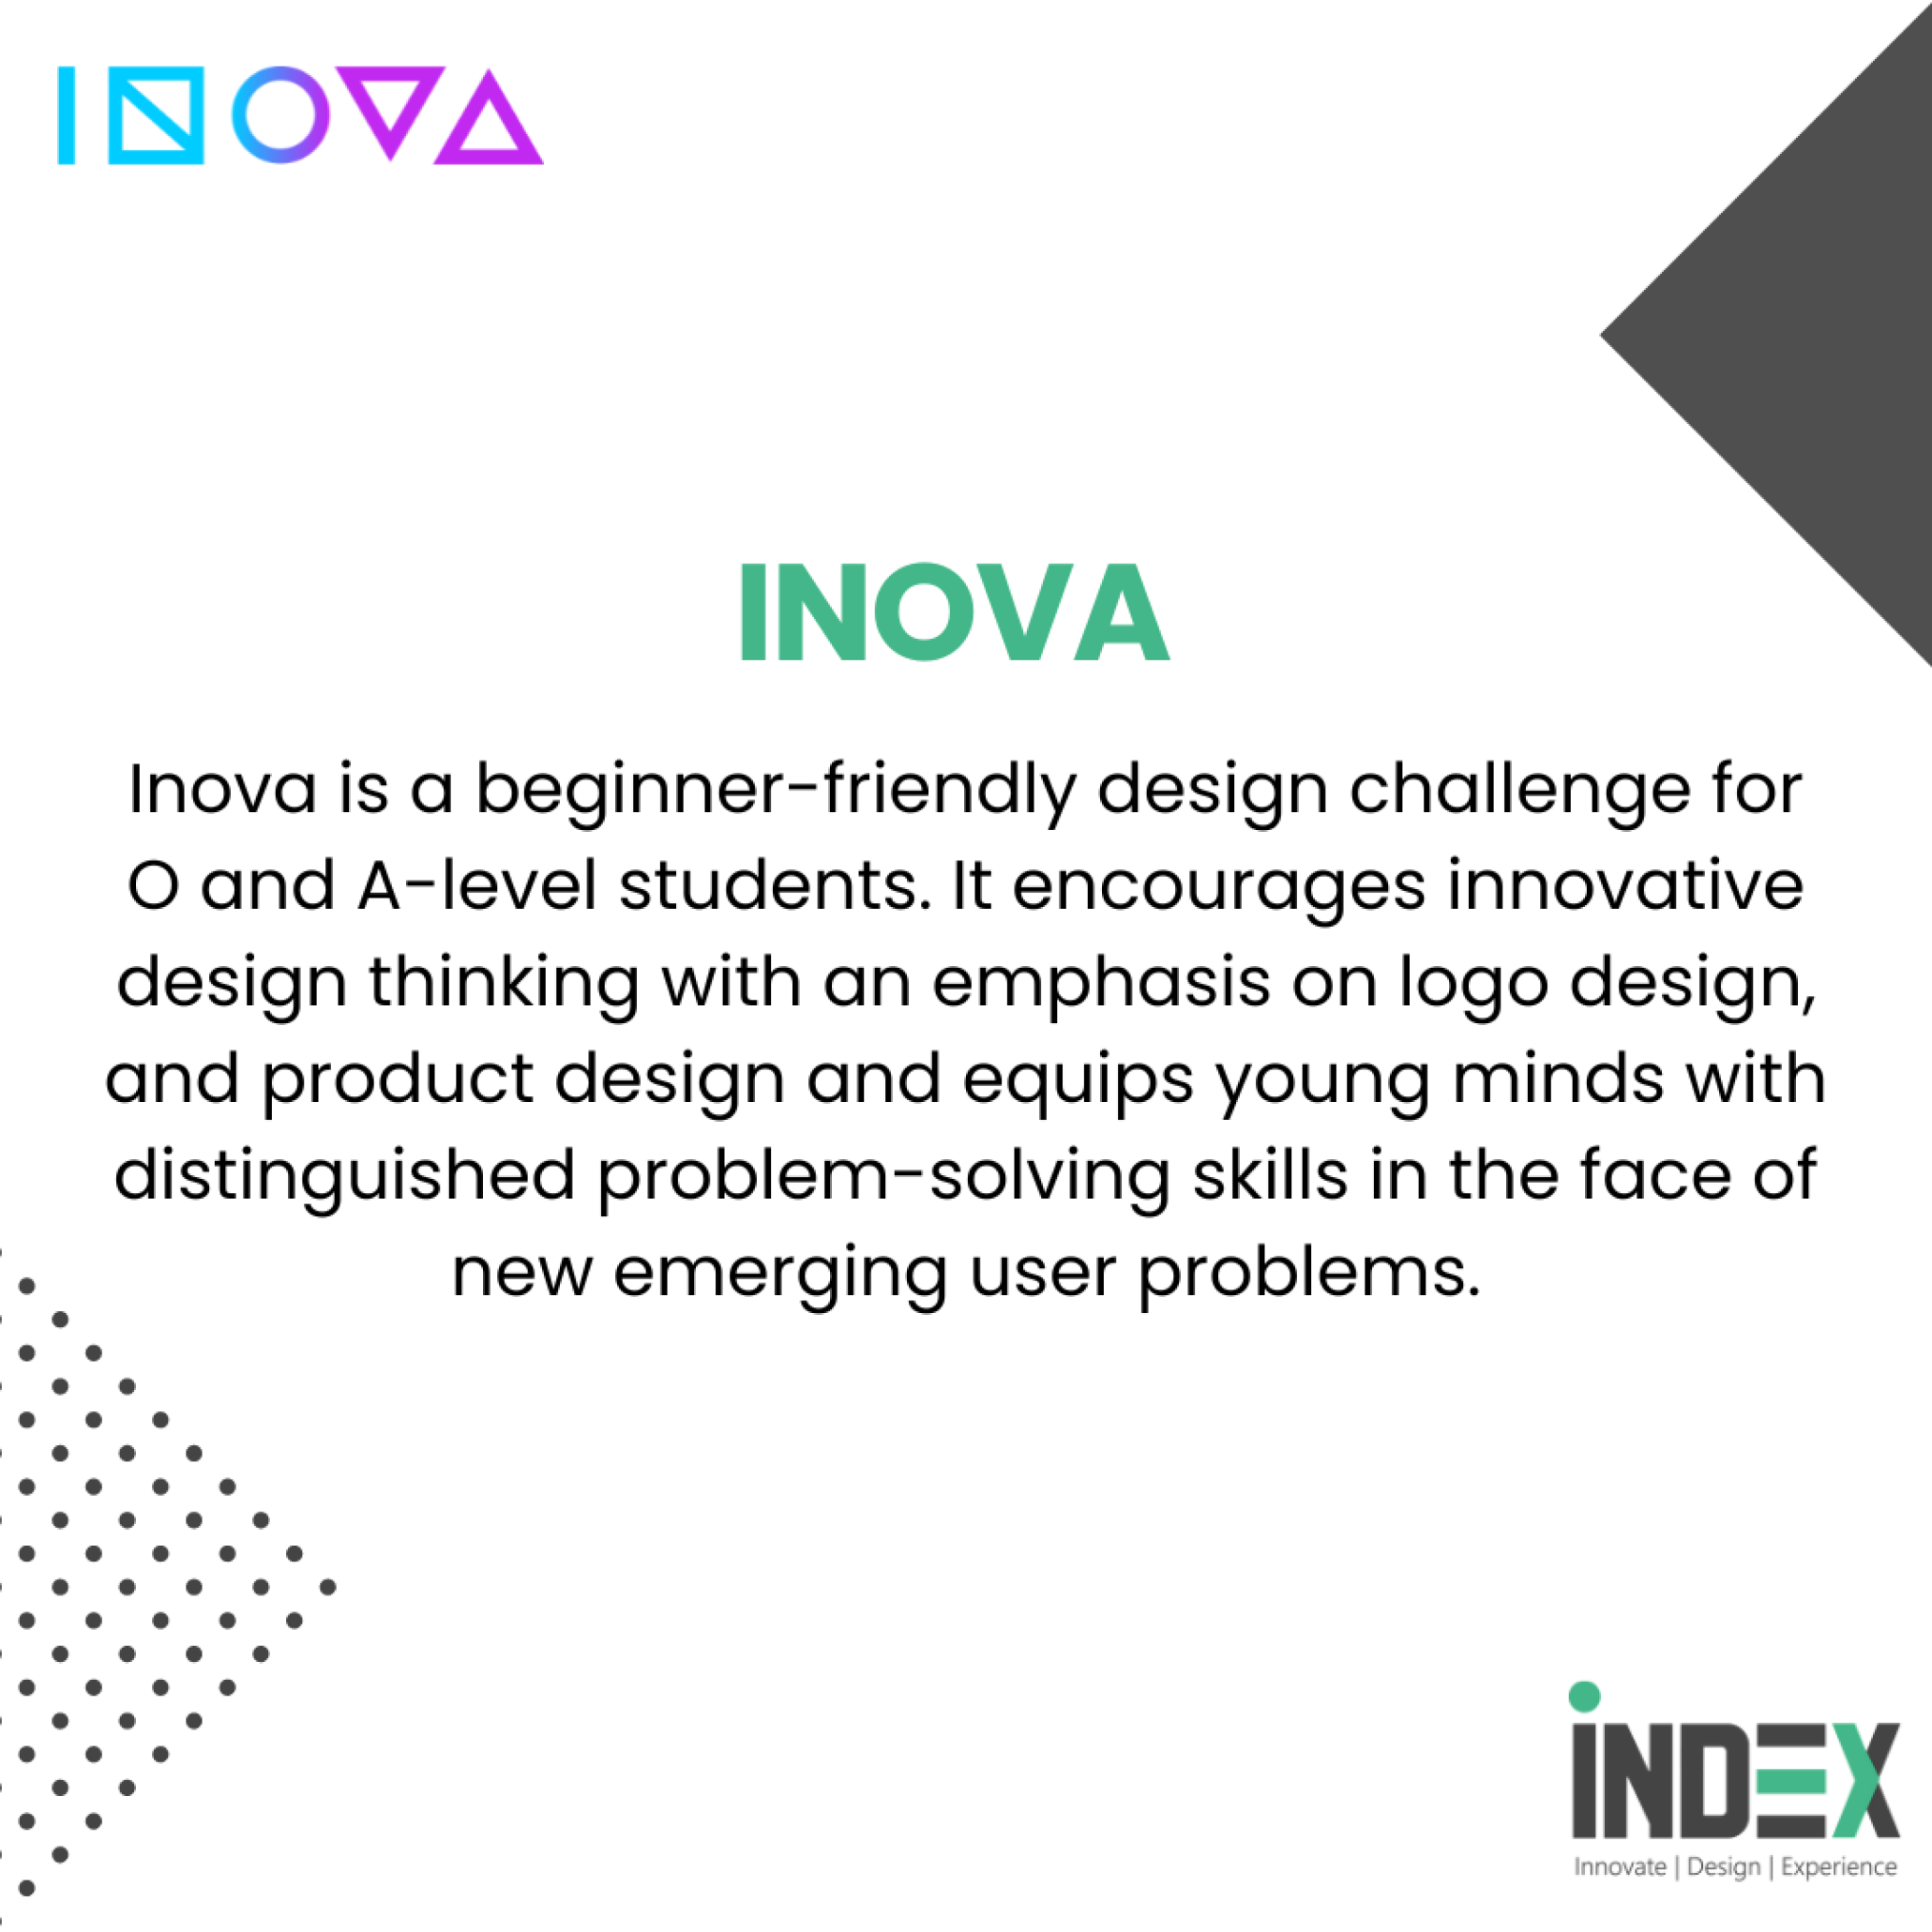 INOVA
INOVA
Inova is a beginner-friendly design challenge for
O and A-level students. It encourages innovative
design thinking with an emphasis on logo design,
and product design and equips young minds with
distinguished problem-solving skills in the face of
new emerging user problems.
iNDEX
Innovate | Design | Experience